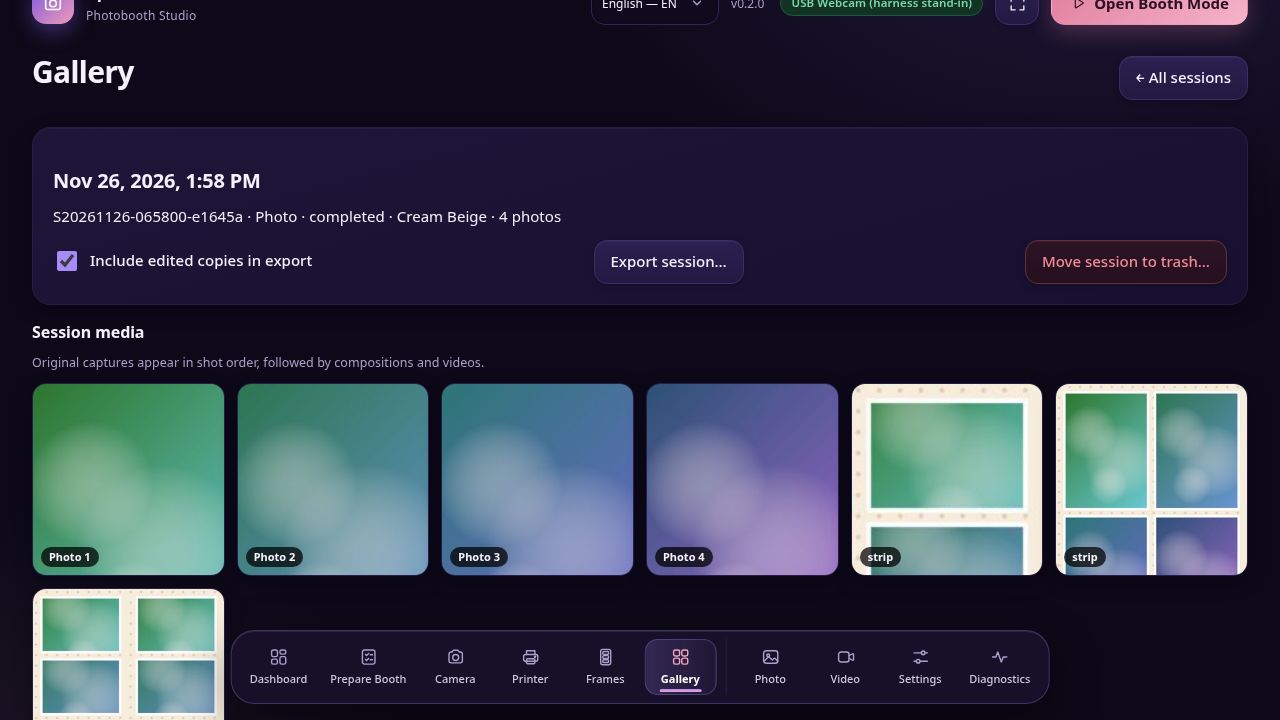 Photobooth Studio
English — EN
v0.2.0
USB Webcam (harness stand-in)
Open Booth Mode
Gallery
← All sessions
Nov 26, 2026, 1:58 PM
S20261126-065800-e1645a · Photo · completed · Cream Beige · 4 photos
Include edited copies in export
Export session...
Move session to trash...
Session media
Original captures appear in shot order, followed by compositions and videos.
Photo 1
Photo 2
Photo 3
Photo 4
strip
strip
Dashboard
Prepare Booth
Camera
Printer
Frames
Gallery
Photo
Video
Settings
Diagnostics